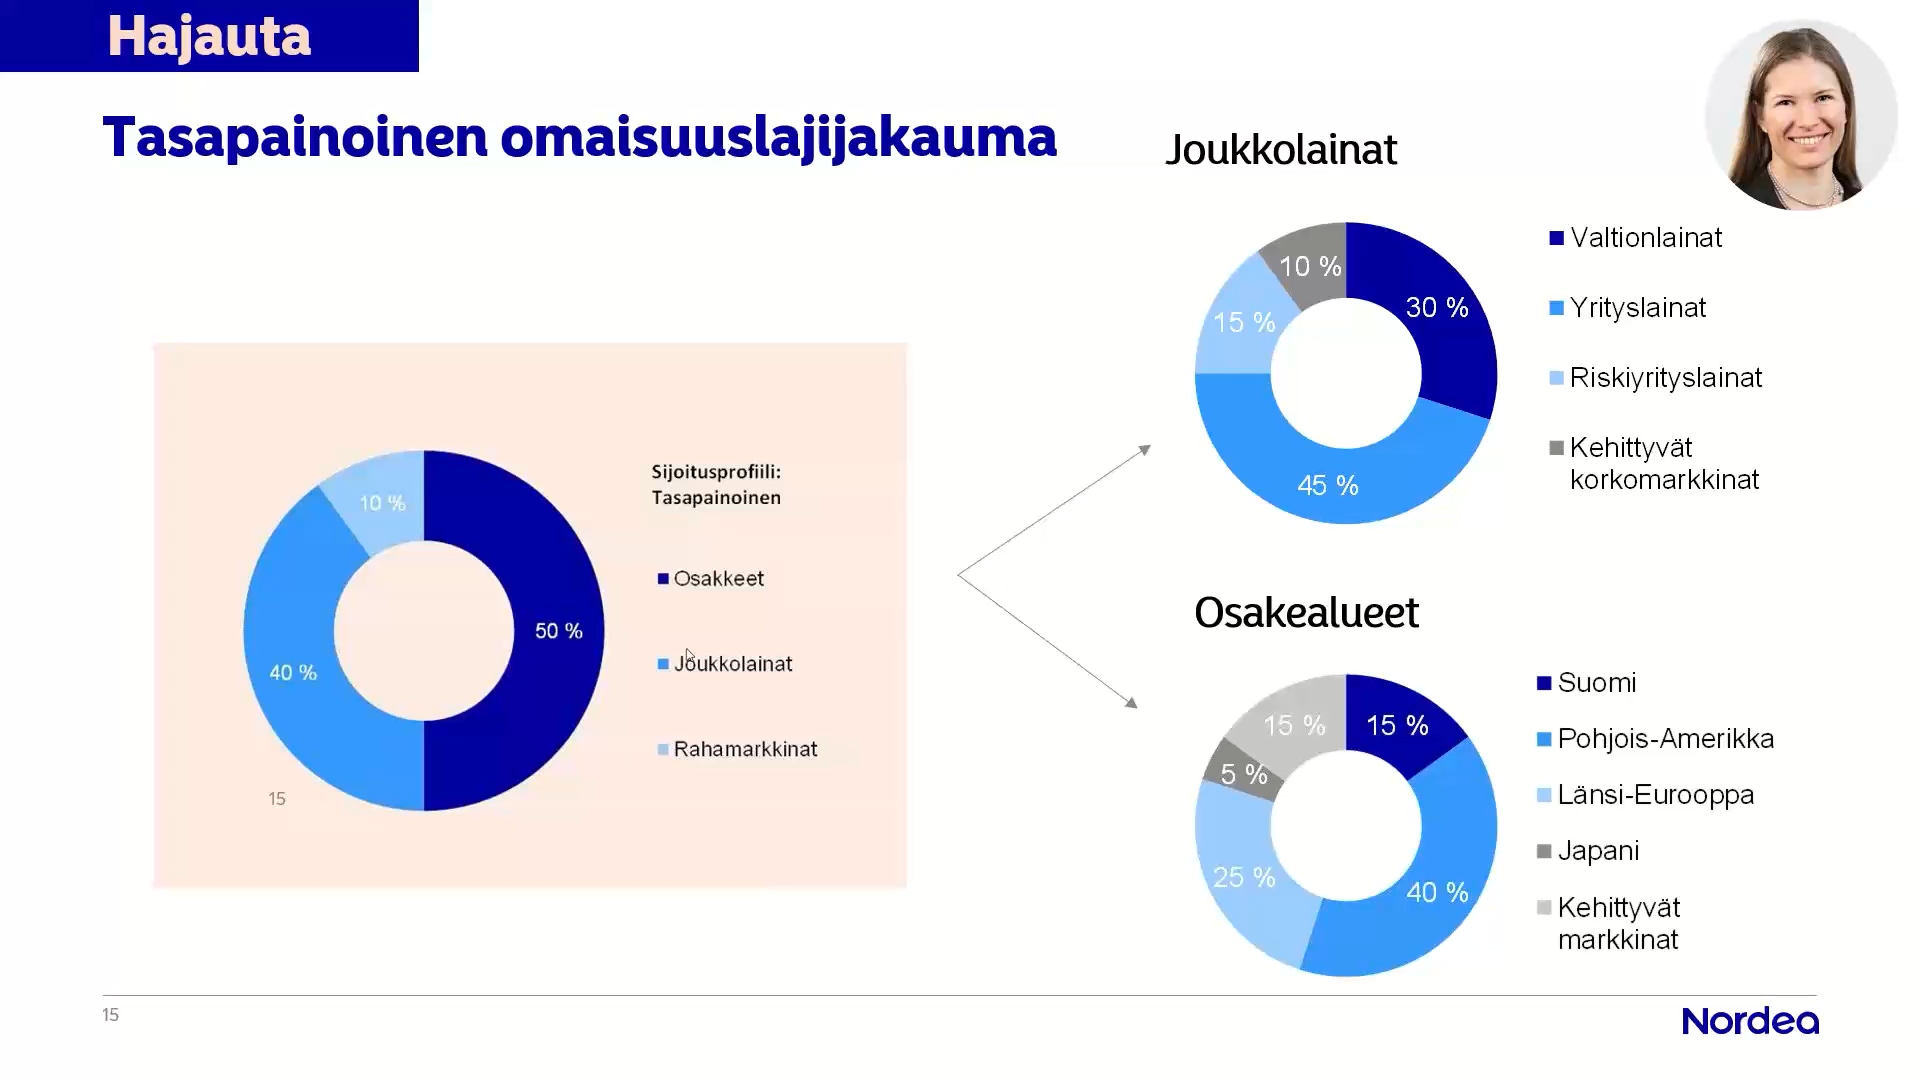 Hajauta
Tasapainoinen omaisuuslajijakauma
Sijoitusprofiili:
Tasapainoinen
10 %
50 %
40 %
Osakkeet
Joukkolainat
Rahamarkkinat
15
Joukkolainat
10 %
30 %
15 %
45 %
Valtionlainat
Yrityslainat
Riskiyrityslainat
Kehittyvät
korkomarkkinat
Osakealueet
15 %
15 %
5 %
25 %
40 %
Suomi
Pohjois-Amerikka
Länsi-Eurooppa
Japani
Kehittyvät
markkinat
15
Nordea